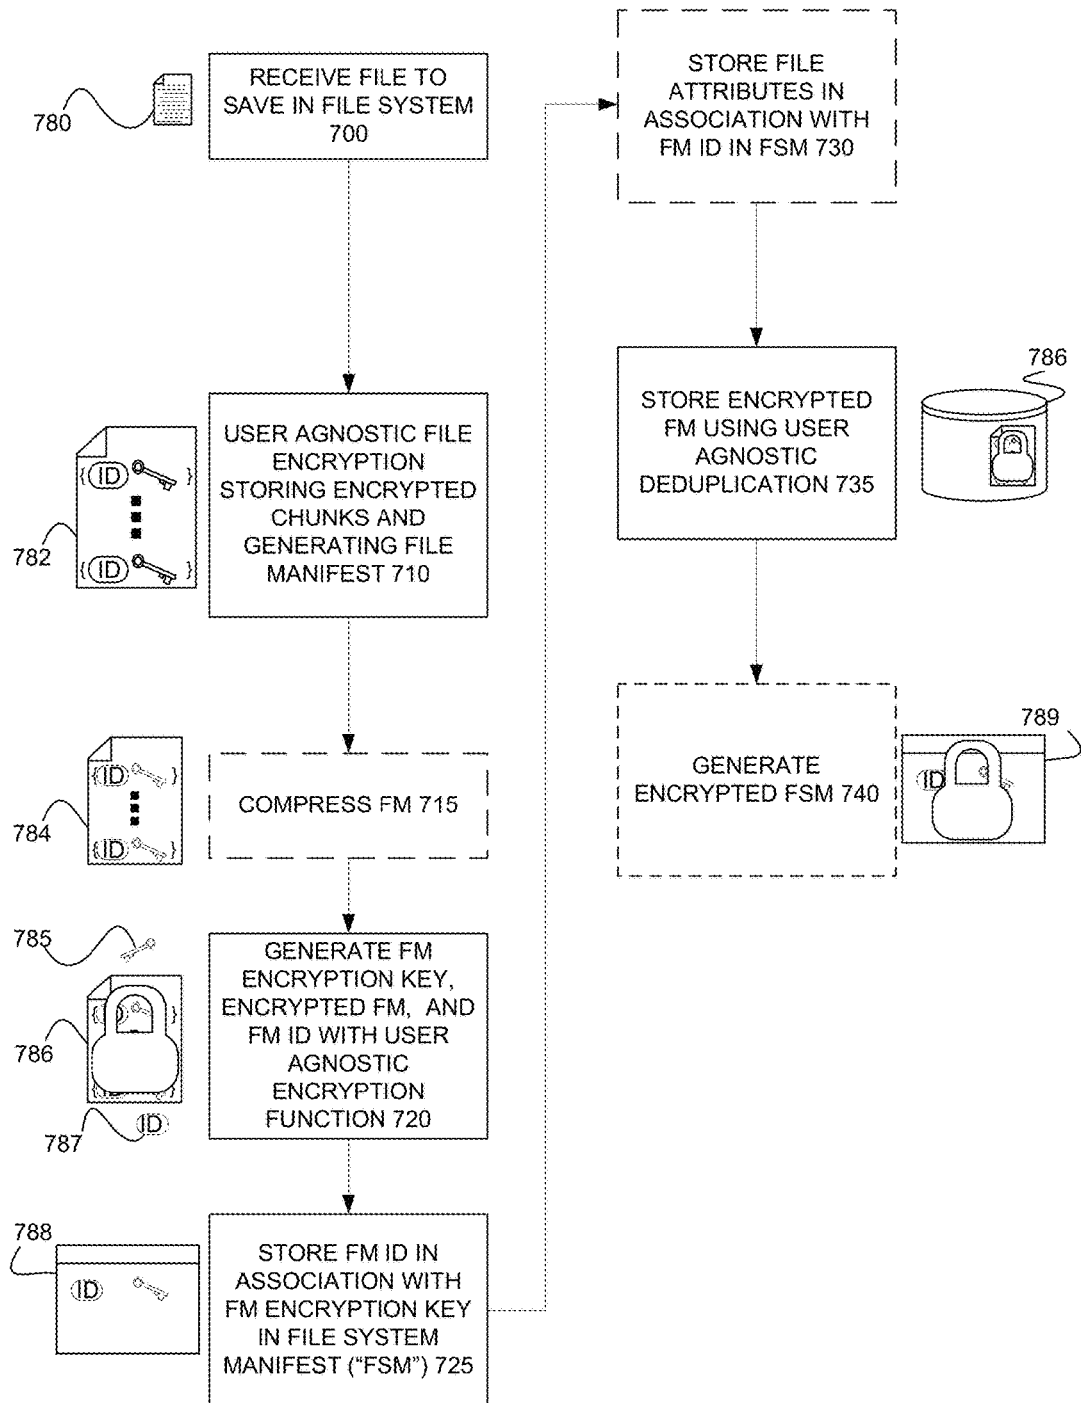 780
RECEIVE FILE TO
SAVE IN FILE SYSTEM
700
782
{ID }
{ID }
USER AGNOSTIC FILE
ENCRYPTION
STORING ENCRYPTED
CHUNKS AND
GENERATING FILE
MANIFEST 710
784
{ID }
{ID }
COMPRESS FM 715
785
786
787
ID
GENERATE FM
ENCRYPTION KEY,
ENCRYPTED FM, AND
FM ID WITH USER
AGNOSTIC
ENCRYPTION
FUNCTION 720
788
ID
STORE FM ID IN
ASSOCIATION WITH
FM ENCRYPTION KEY
IN FILE SYSTEM
MANIFEST ("FSM") 725
STORE FILE
ATTRIBUTES IN
ASSOCIATION WITH
FM ID IN FSM 730
STORE ENCRYPTED
FM USING USER
AGNOSTIC
DEDUPLICATION 735
786
GENERATE
ENCRYPTED FSM 740
789
ID